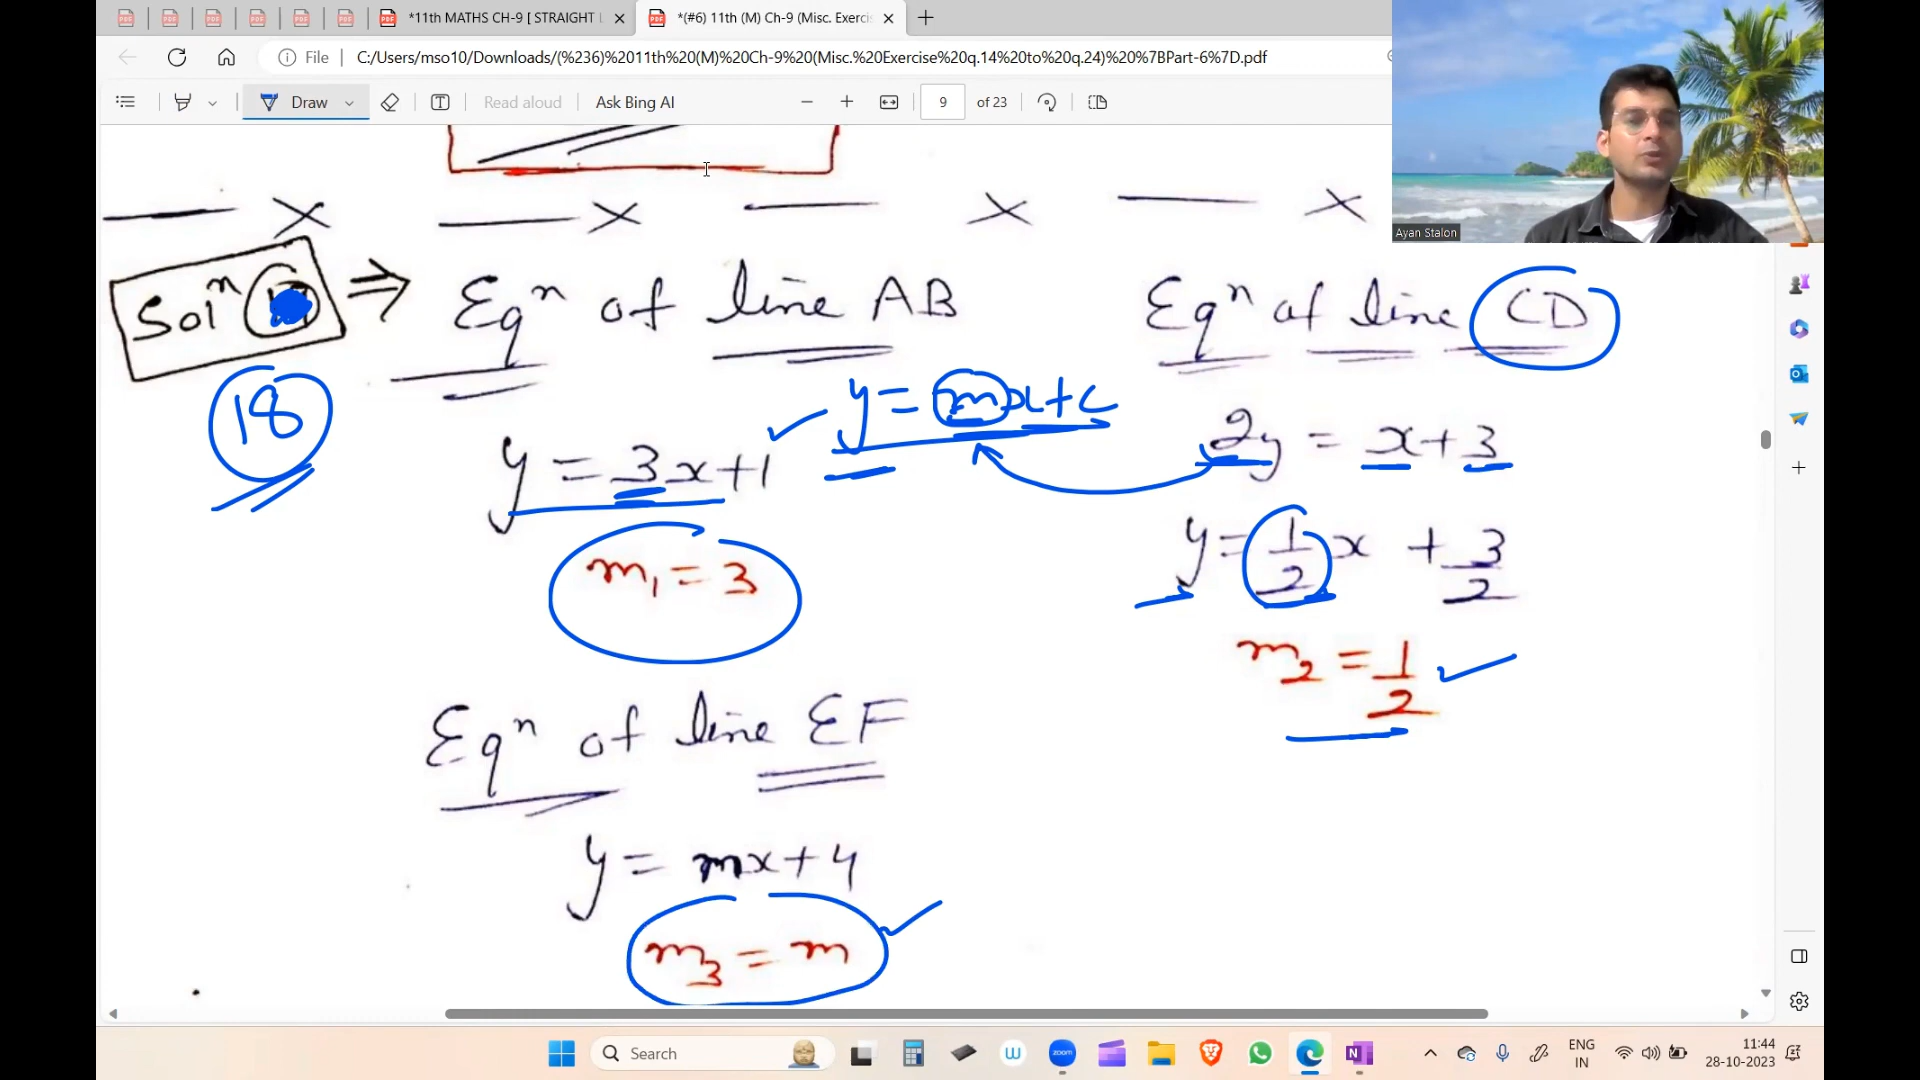 *11th MATHS CH-9 [ STRAIGHT
*(#6) 11th (M) Ch-9 (Misc. Exerci
File
C:/Users/mso10/Downloads/(%236)%2011th%20(M)%20Ch-9%20(Misc.%20Exercise%20q.14%20to%20q.24)%20%7BPart-6%7D.pdf
Draw
Read aloud
Ask Bing AI
9 of 23
Ayan Stalon
Solⁿ ⇒ Eqⁿ of line AB
Eqⁿ of line CD
18
y = mx+c
y = 3x+1
2y = x+3
m₁ = 3
y = 1/2 x + 3/2
m₂ = 1/2
Eqⁿ of line EF
y = mx+4
m₃ = m
Search
zoom
ENG
IN
11:44
28-10-2023